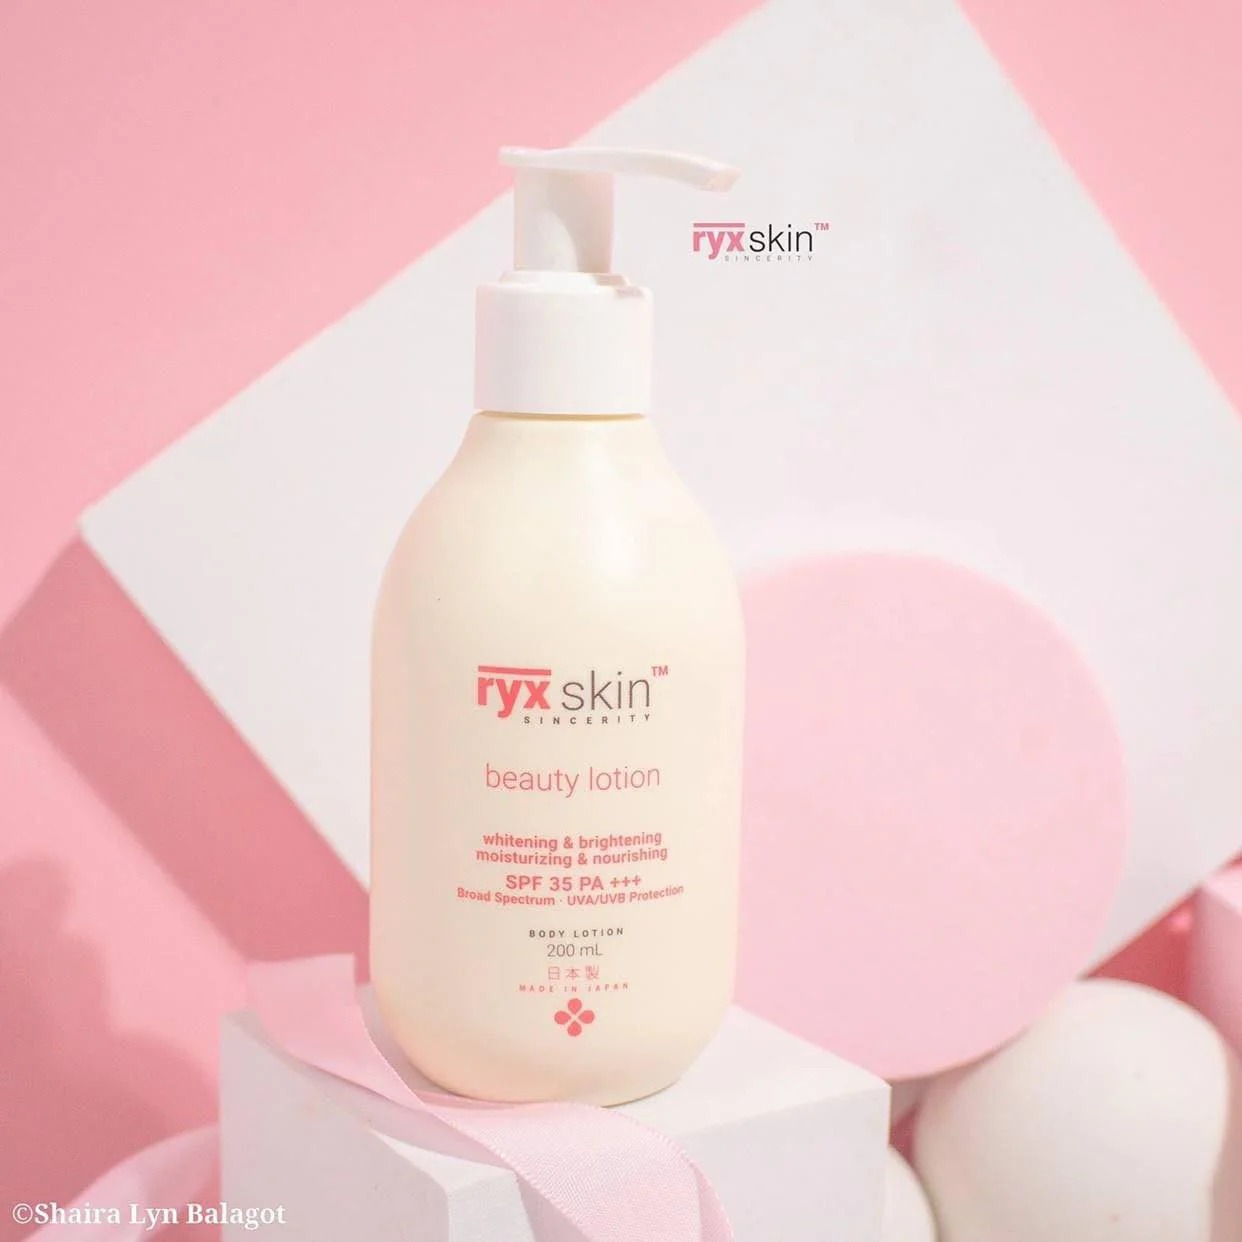 ryxskin™
SINCERITY
ryx skin™
SINCERITY
beauty lotion
whitening & brightening
moisturizing & nourishing
SPF 35 PA +++
Broad Spectrum · UVA/UVB Protection
BODY LOTION
200 mL
日本製
MADE IN JAPAN
©Shaira Lyn Balagot